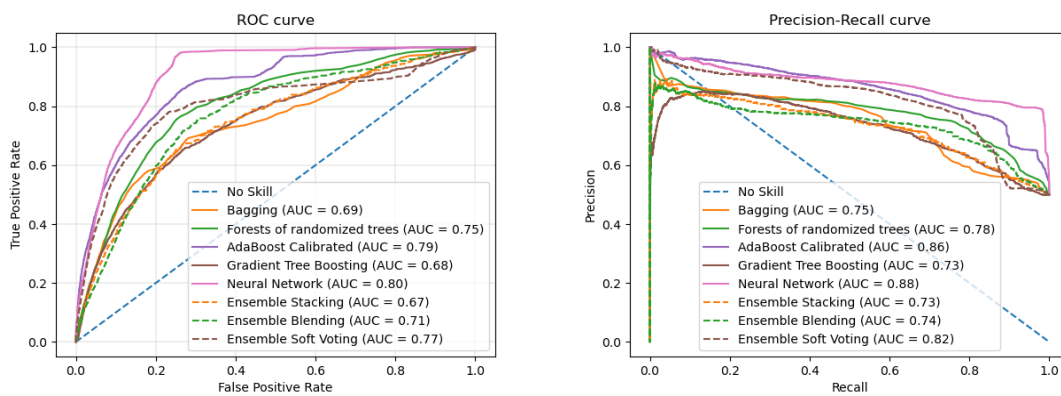 ROC curve
True Positive Rate
1.0
0.8
0.6
0.4
0.2
0.0
No Skill
Bagging (AUC = 0.69)
Forests of randomized trees (AUC = 0.75)
AdaBoost Calibrated (AUC = 0.79)
Gradient Tree Boosting (AUC = 0.68)
Neural Network (AUC = 0.80)
Ensemble Stacking (AUC = 0.67)
Ensemble Blending (AUC = 0.71)
Ensemble Soft Voting (AUC = 0.77)
0.0 0.2 0.4 0.6 0.8 1.0
False Positive Rate
Precision-Recall curve
Precision
1.0
0.8
0.6
0.4
0.2
0.0
No Skill
Bagging (AUC = 0.75)
Forests of randomized trees (AUC = 0.78)
AdaBoost Calibrated (AUC = 0.86)
Gradient Tree Boosting (AUC = 0.73)
Neural Network (AUC = 0.88)
Ensemble Stacking (AUC = 0.73)
Ensemble Blending (AUC = 0.74)
Ensemble Soft Voting (AUC = 0.82)
0.0 0.2 0.4 0.6 0.8 1.0
Recall